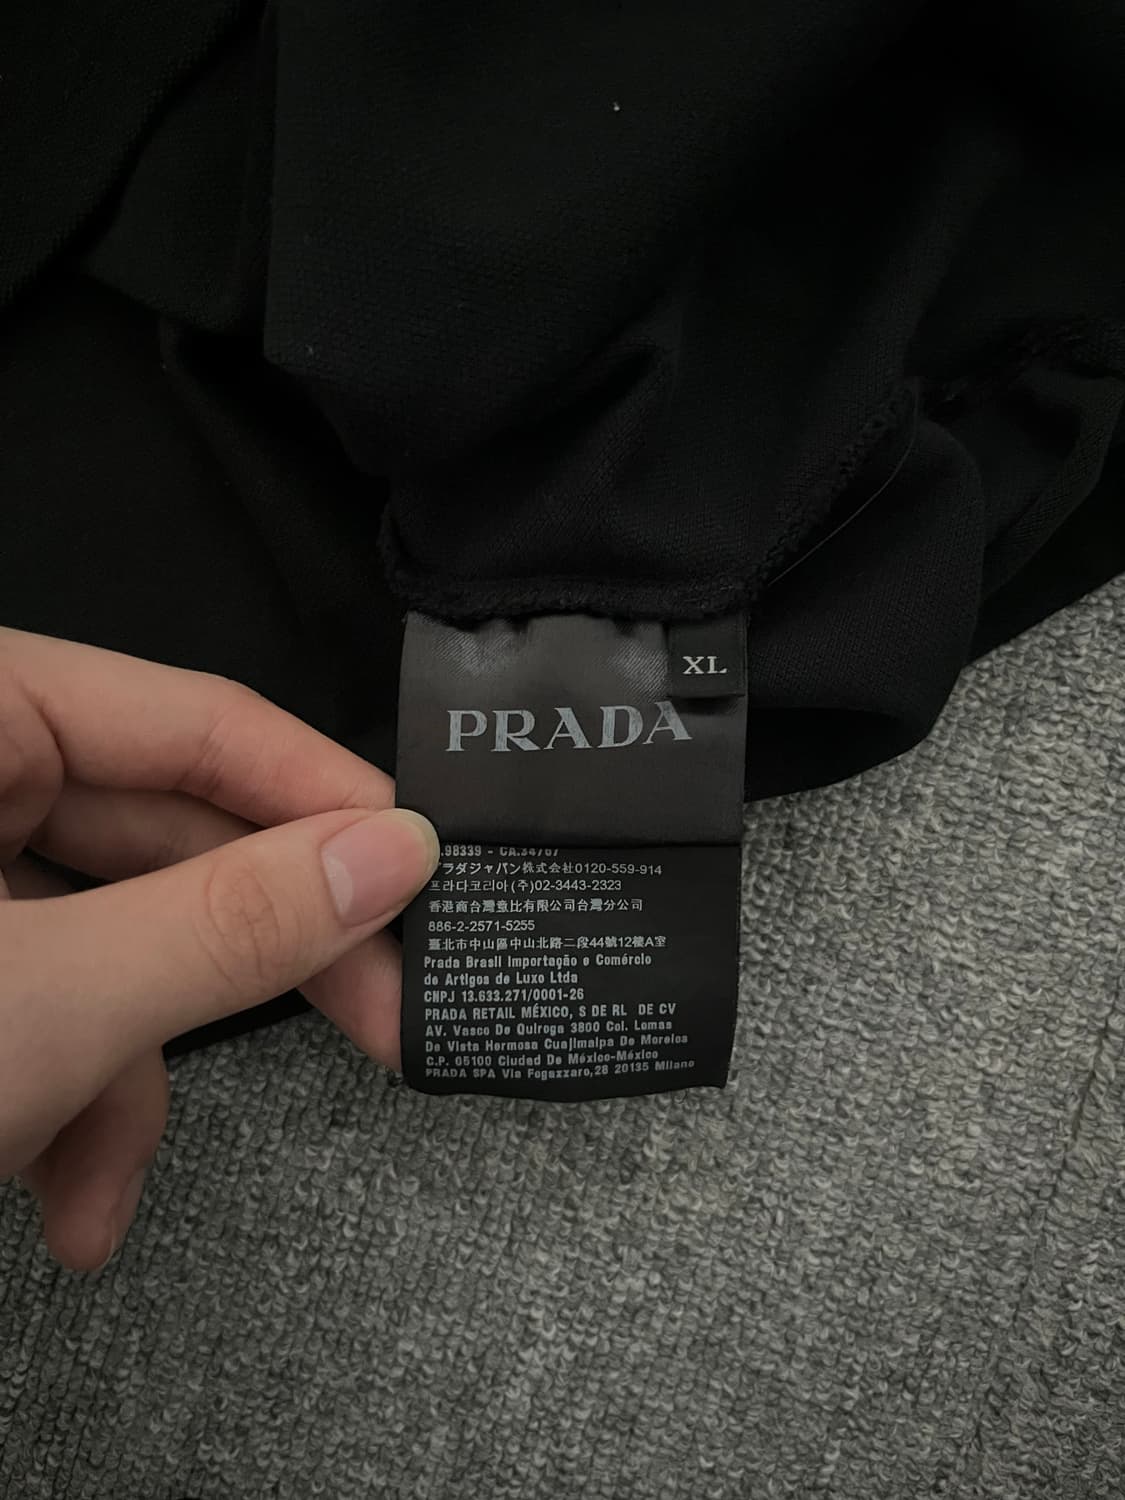 XL
PRADA
.98339 - CA.34767
ラダジャパン株式会社0120-559-914
프라다코리아(주)02-3443-2323
香港商台灣意比有限公司台灣分公司
886-2-2571-5255
臺北市中山區中山北路二段44號12樓A室
Prada Brasil Importação e Comércio
de Artigos de Luxo Ltda
CNPJ 13.633.271/0001-26
PRADA RETAIL MÉXICO, S DE RL DE CV
AV. Vasco De Quiroga 3800 Col. Lomas
De Vista Hermosa Cuajimalpa De Morelos
C.P. 05100 Ciudad De México-México
PRADA SPA Via Fogazzaro,28 20135 Milano